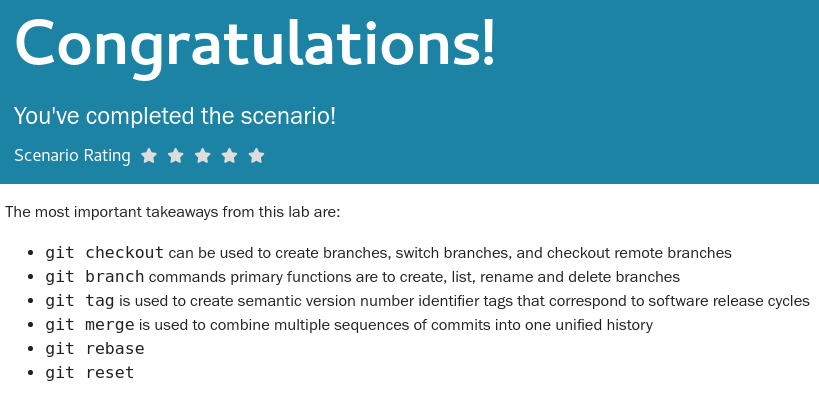 Congratulations!
You've completed the scenario!
Scenario Rating
The most important takeaways from this lab are:
• git checkout can be used to create branches, switch branches, and checkout remote branches
• git branch commands primary functions are to create, list, rename and delete branches
• git tag is used to create semantic version number identifier tags that correspond to software release cycles
• git merge is used to combine multiple sequences of commits into one unified history
• git rebase
• git reset